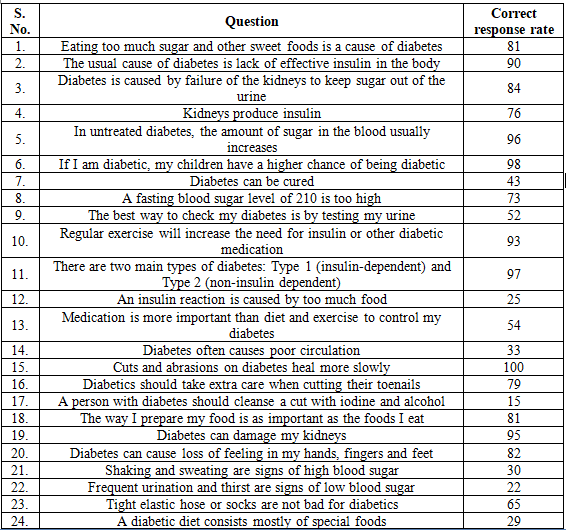 S. No. Question Correct response rate
1. Eating too much sugar and other sweet foods is a cause of diabetes 81
2. The usual cause of diabetes is lack of effective insulin in the body 90
3. Diabetes is caused by failure of the kidneys to keep sugar out of the urine 84
4. Kidneys produce insulin 76
5. In untreated diabetes, the amount of sugar in the blood usually increases 96
6. If I am diabetic, my children have a higher chance of being diabetic 98
7. Diabetes can be cured 43
8. A fasting blood sugar level of 210 is too high 73
9. The best way to check my diabetes is by testing my urine 52
10. Regular exercise will increase the need for insulin or other diabetic medication 93
11. There are two main types of diabetes: Type 1 (insulin-dependent) and Type 2 (non-insulin dependent) 97
12. An insulin reaction is caused by too much food 25
13. Medication is more important than diet and exercise to control my diabetes 54
14. Diabetes often causes poor circulation 33
15. Cuts and abrasions on diabetes heal more slowly 100
16. Diabetics should take extra care when cutting their toenails 79
17. A person with diabetes should cleanse a cut with iodine and alcohol 15
18. The way I prepare my food is as important as the foods I eat 81
19. Diabetes can damage my kidneys 95
20. Diabetes can cause loss of feeling in my hands, fingers and feet 82
21. Shaking and sweating are signs of high blood sugar 30
22. Frequent urination and thirst are signs of low blood sugar 22
23. Tight elastic hose or socks are not bad for diabetics 65
24. A diabetic diet consists mostly of special foods 29